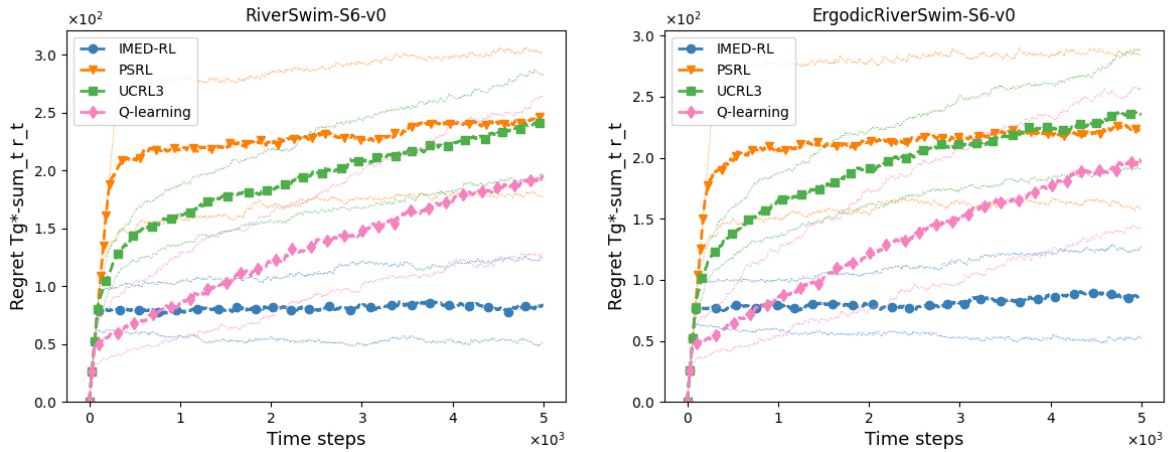 RiverSwim-S6-v0
×10²
3.0
2.5
2.0
1.5
1.0
0.5
0.0
Regret Tg*-sum_t r_t
IMED-RL
PSRL
UCRL3
Q-learning
0
1
2
3
4
5
Time steps
×10³
ErgodicRiverSwim-S6-v0
×10²
3.0
2.5
2.0
1.5
1.0
0.5
0.0
Regret Tg*-sum_t r_t
IMED-RL
PSRL
UCRL3
Q-learning
0
1
2
3
4
5
Time steps
×10³